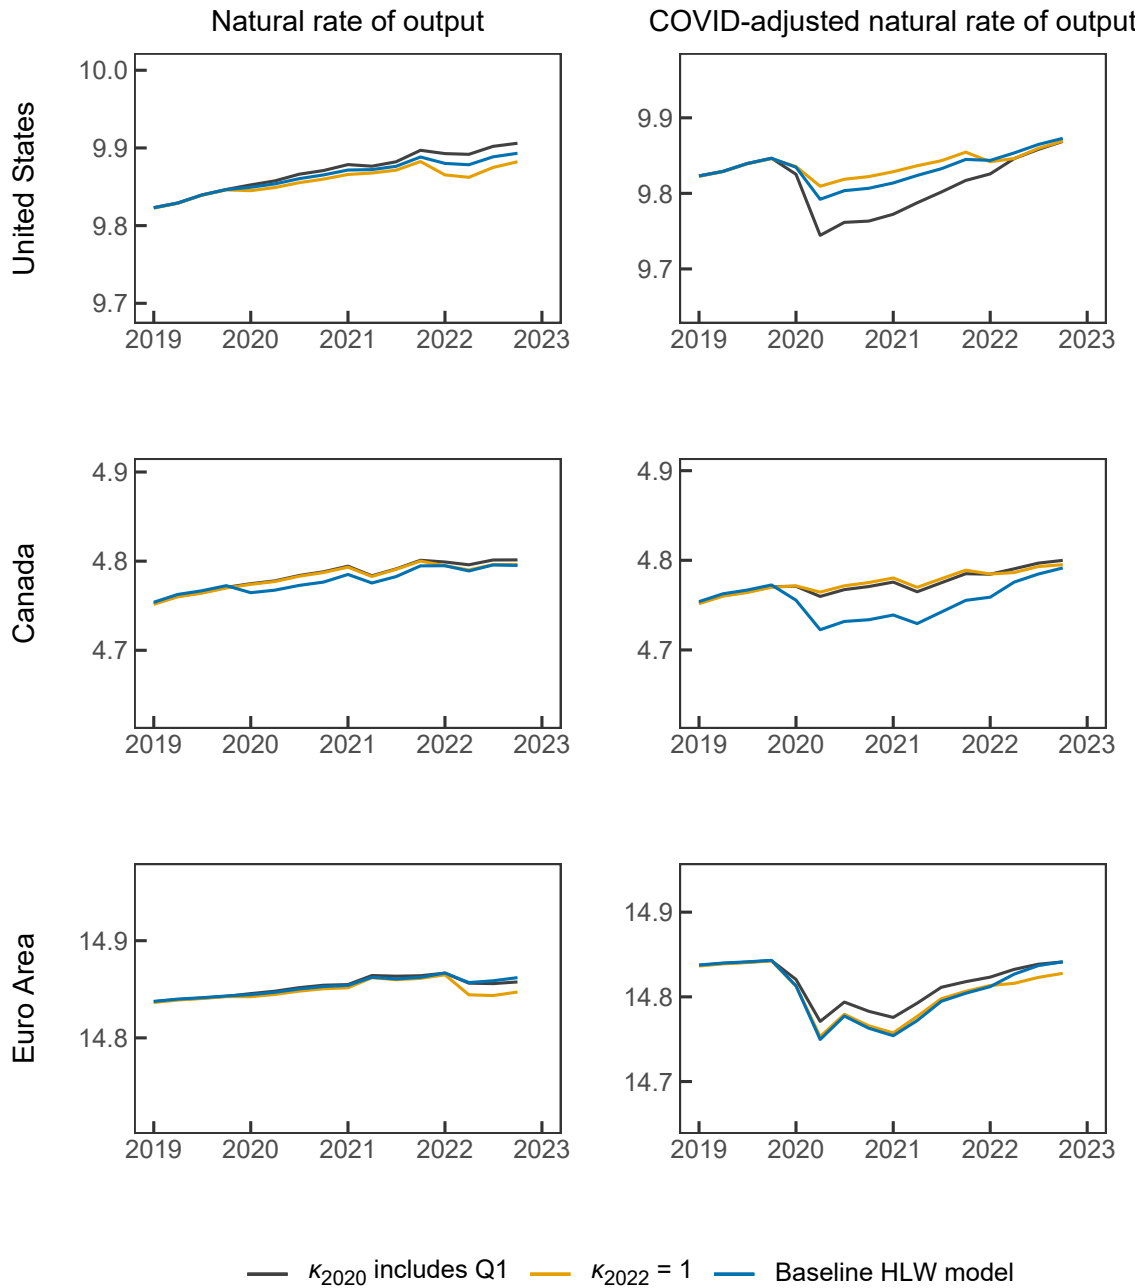 Natural rate of output
COVID-adjusted natural rate of output
United States
10.0
9.9
9.8
9.7
2019 2020 2021 2022 2023
9.9
9.8
9.7
2019 2020 2021 2022 2023
Canada
4.9
4.8
4.7
2019 2020 2021 2022 2023
4.9
4.8
4.7
2019 2020 2021 2022 2023
Euro Area
14.9
14.8
2019 2020 2021 2022 2023
14.9
14.8
14.7
2019 2020 2021 2022 2023
κ2020 includes Q1 κ2022 = 1 Baseline HLW model